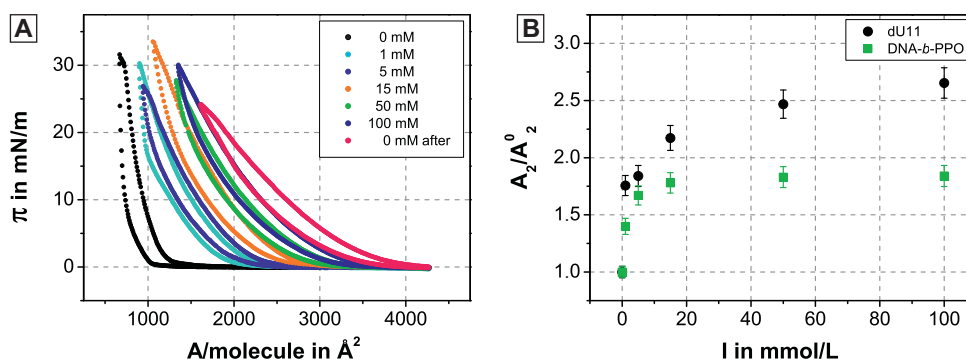 A
0 mM
1 mM
5 mM
15 mM
50 mM
100 mM
0 mM after
30
20
10
0
π in mN/m
1000
2000
3000
4000
A/molecule in Å²
B
dU11
DNA-b-PPO
3.0
2.5
2.0
1.5
1.0
A₂/A₂⁰
0
20
40
60
80
100
I in mmol/L